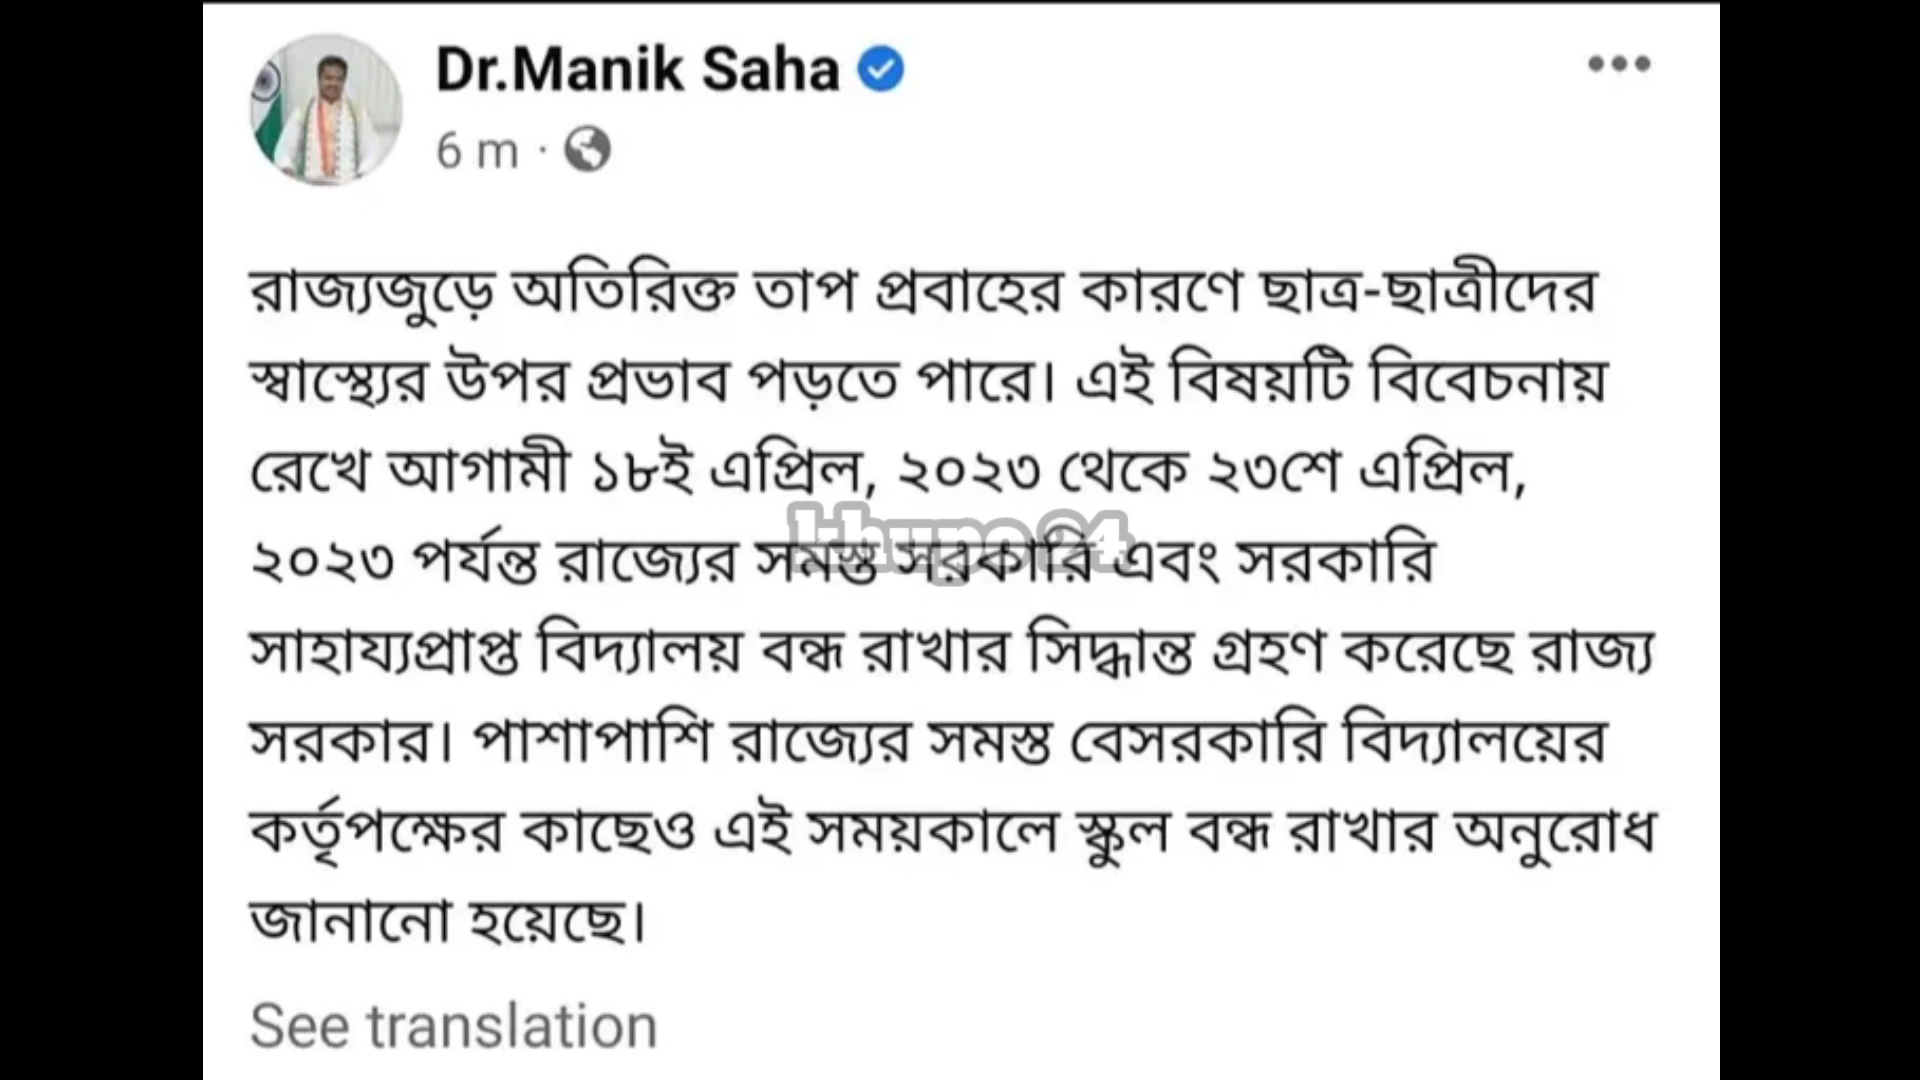 Dr.Manik Saha
6 m ·
রাজ্যজুড়ে অতিরিক্ত তাপ প্রবাহের কারণে ছাত্র-ছাত্রীদের
স্বাস্থ্যের উপর প্রভাব পড়তে পারে। এই বিষয়টি বিবেচনায়
রেখে আগামী ১৮ই এপ্রিল, ২০২৩ থেকে ২৩শে এপ্রিল,
২০২৩ পর্যন্ত রাজ্যের সমস্ত সরকারি এবং সরকারি
khupo 24
সাহায্যপ্রাপ্ত বিদ্যালয় বন্ধ রাখার সিদ্ধান্ত গ্রহণ করেছে রাজ্য
সরকার। পাশাপাশি রাজ্যের সমস্ত বেসরকারি বিদ্যালয়ের
কর্তৃপক্ষের কাছেও এই সময়কালে স্কুল বন্ধ রাখার অনুরোধ
জানানো হয়েছে।
See translation